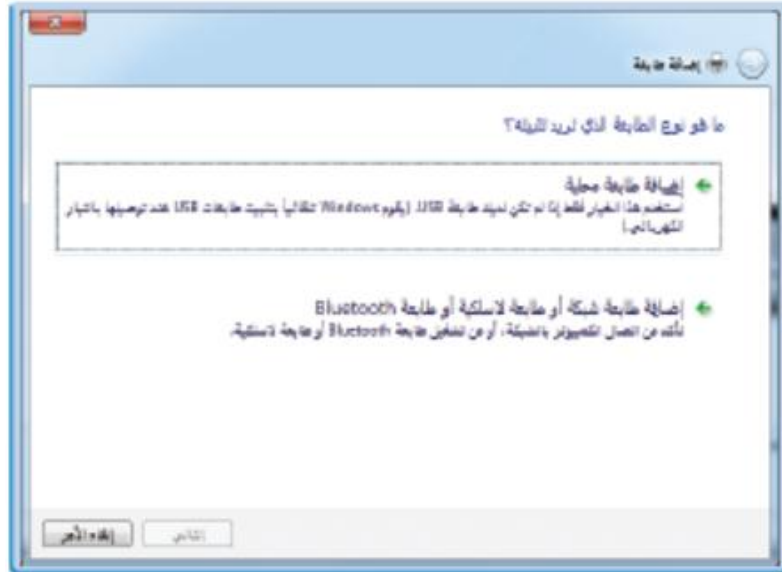 إضافة طابعة
ما هو نوع الطابعة الذي تريد تثبيته؟
إضافة طابعة محلية
استخدم هذا الخيار فقط إذا لم تكن لديك طابعة USB. (يقوم Windows تلقائياً بتثبيت طابعات USB عند توصيلها بالتيار
الكهربائي.)
إضافة طابعة شبكة أو طابعة لاسلكية أو طابعة Bluetooth
تأكد من اتصال الكمبيوتر بالشبكة، أو من تشغيل طابعة Bluetooth أو طابعة لاسلكية.
التالي
إلغاء الأمر